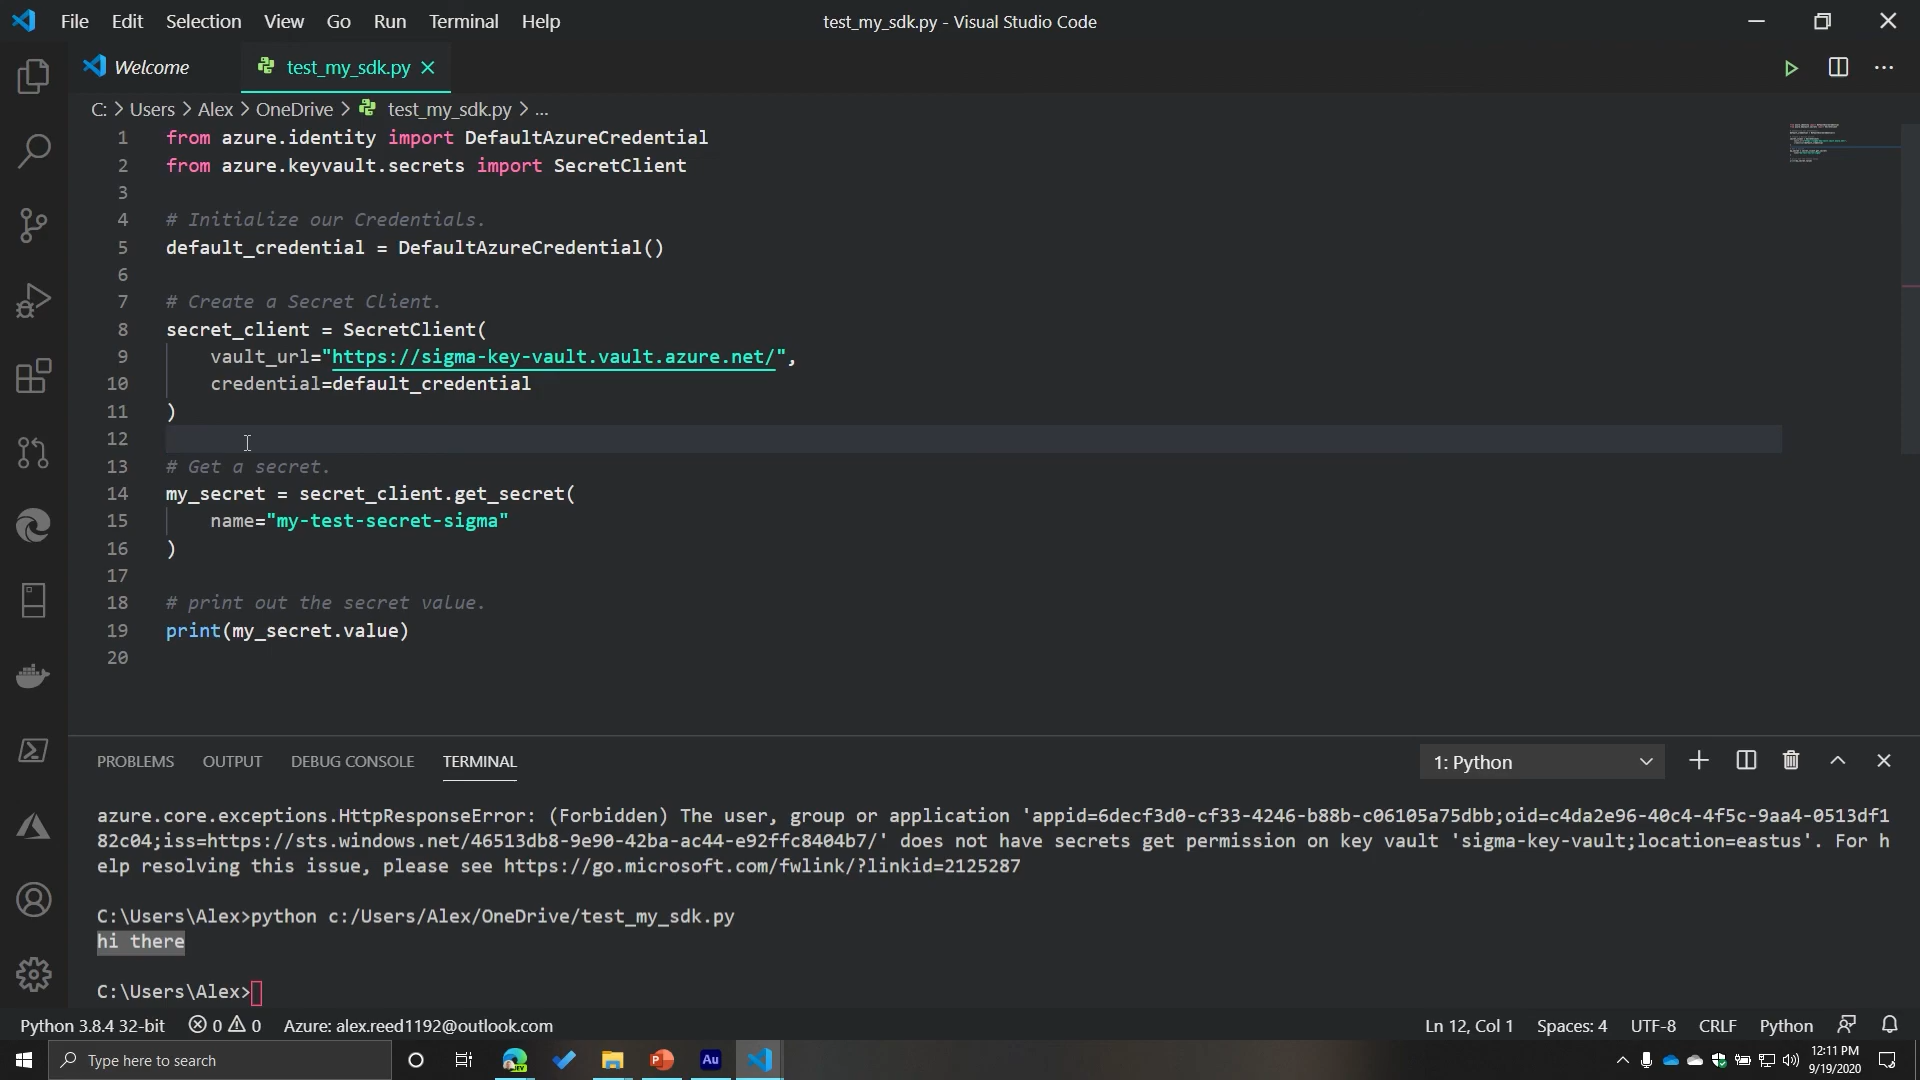 File Edit Selection View Go Run Terminal Help
test_my_sdk.py - Visual Studio Code
Welcome
test_my_sdk.py
C: > Users > Alex > OneDrive > test_my_sdk.py > ...
1 from azure.identity import DefaultAzureCredential
2 from azure.keyvault.secrets import SecretClient
3
4 # Initialize our Credentials.
5 default_credential = DefaultAzureCredential()
6
7 # Create a Secret Client.
8 secret_client = SecretClient(
9 vault_url="https://sigma-key-vault.vault.azure.net/",
10 credential=default_credential
11 )
12
13 # Get a secret.
14 my_secret = secret_client.get_secret(
15 name="my-test-secret-sigma"
16 )
17
18 # print out the secret value.
19 print(my_secret.value)
20
PROBLEMS OUTPUT DEBUG CONSOLE TERMINAL
1: Python
azure.core.exceptions.HttpResponseError: (Forbidden) The user, group or application 'appid=6decf3d0-cf33-4246-b88b-c06105a75dbb;oid=c4da2e96-40c4-4f5c-9aa4-0513df1
82c04;iss=https://sts.windows.net/46513db8-9e90-42ba-ac44-e92ffc8404b7/' does not have secrets get permission on key vault 'sigma-key-vault;location=eastus'. For h
elp resolving this issue, please see https://go.microsoft.com/fwlink/?linkid=2125287
C:\Users\Alex>python c:/Users/Alex/OneDrive/test_my_sdk.py
hi there
C:\Users\Alex>
Python 3.8.4 32-bit 0 0 Azure: alex.reed1192@outlook.com
Ln 12, Col 1 Spaces: 4 UTF-8 CRLF Python
Type here to search
Au
12:11 PM
9/19/2020